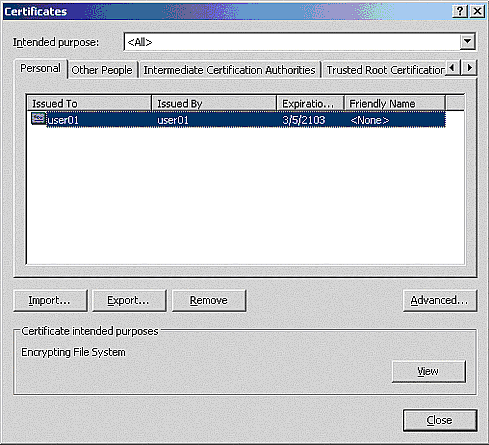 Certificates
Intended purpose: <All>
Personal Other People Intermediate Certification Authorities Trusted Root Certification
Issued To Issued By Expiratio... Friendly Name
user01 user01 3/5/2103 <None>
Import... Export... Remove Advanced...
Certificate intended purposes
Encrypting File System
View
Close